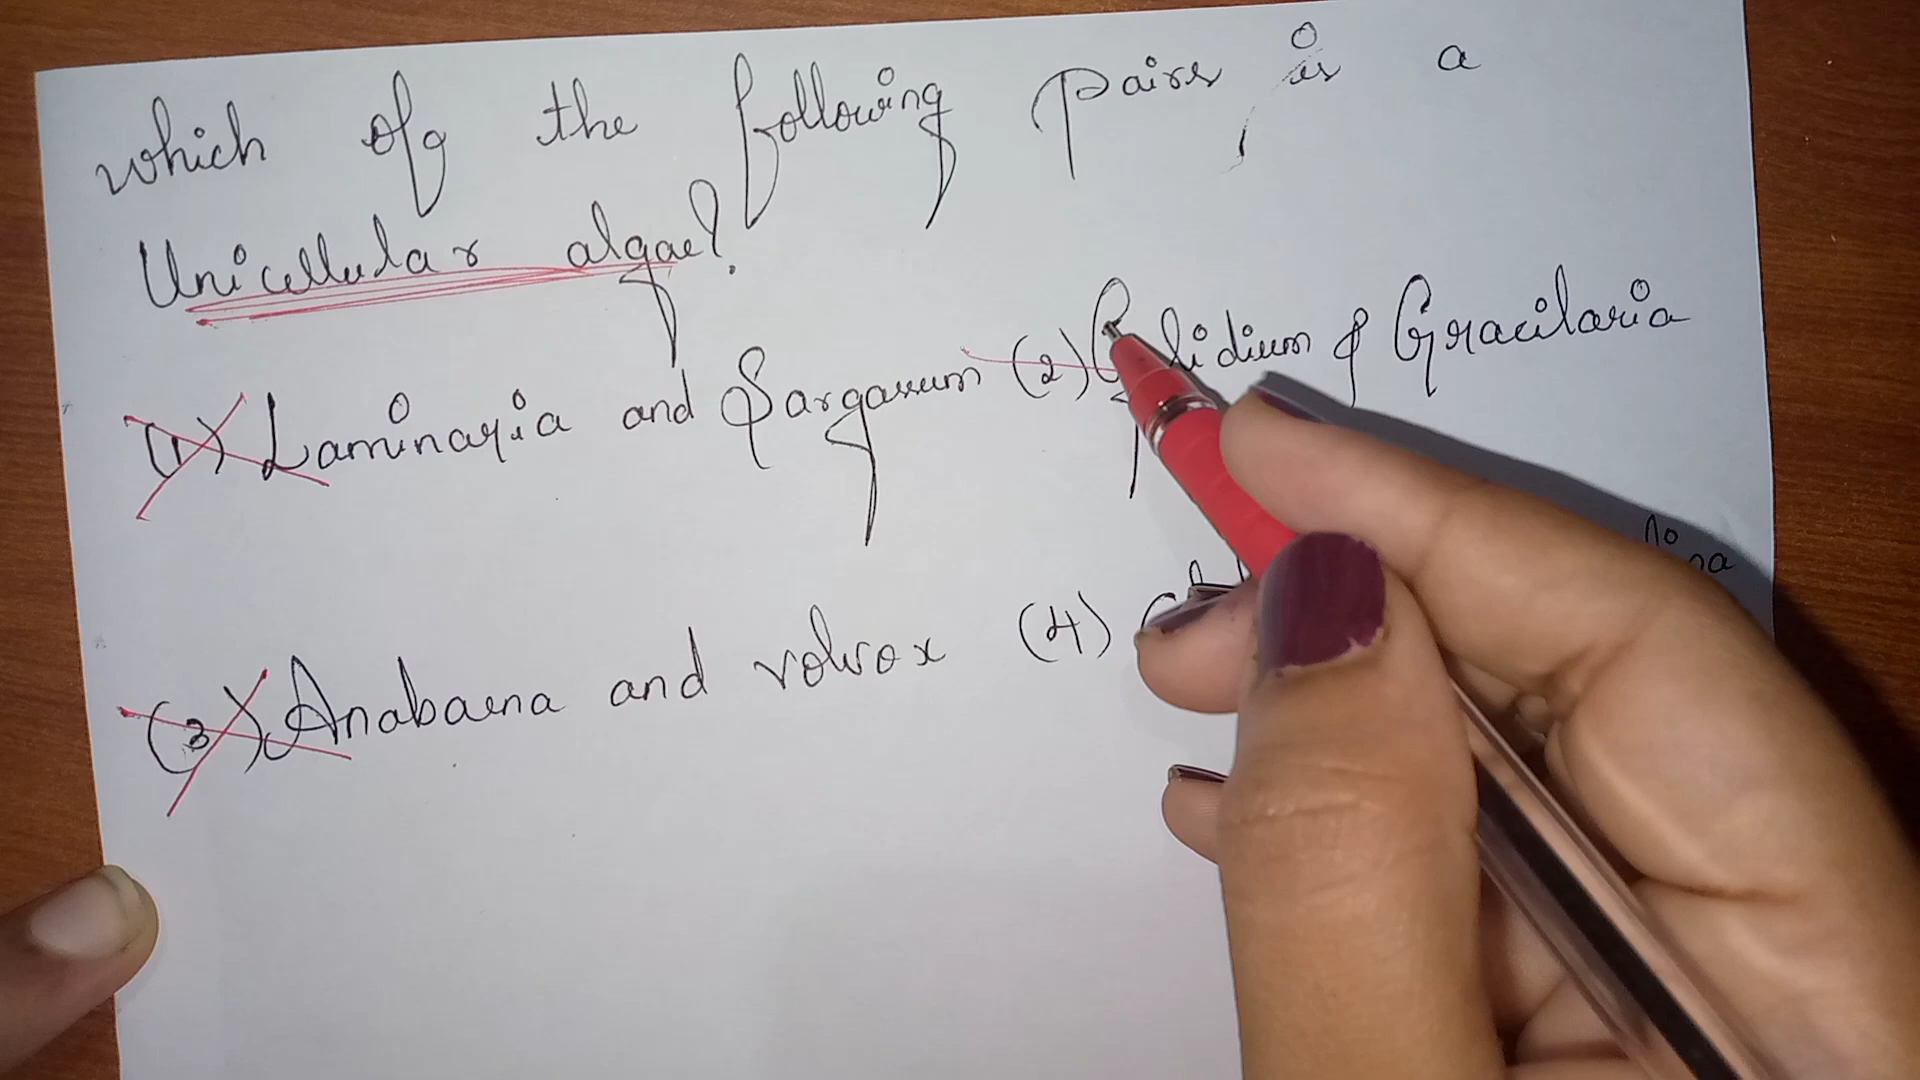 which of the following pairs is a
Unicellular algae?
(1) Laminaria and Sargassum (2) Gelidium & Gracilaria
(3) Anabaena and volvox (4)